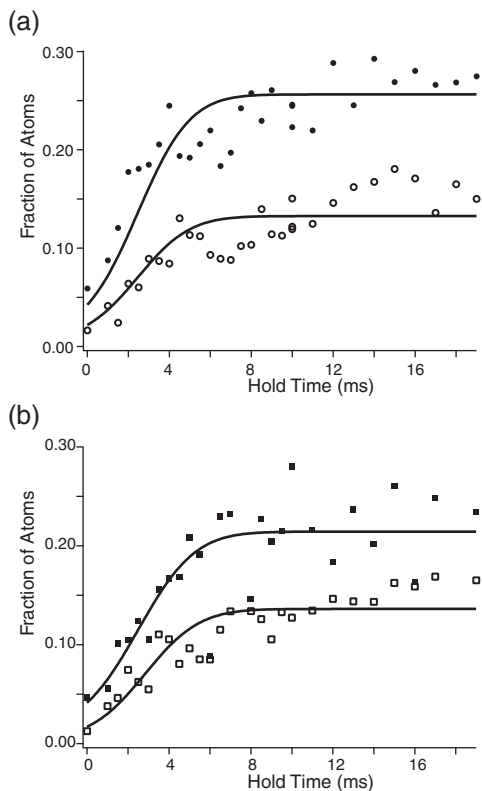 (a)
0.30
0.20
0.10
0.00
Fraction of Atoms
0 4 8 12 16
Hold Time (ms)
(b)
0.30
0.20
0.10
0.00
Fraction of Atoms
0 4 8 12 16
Hold Time (ms)